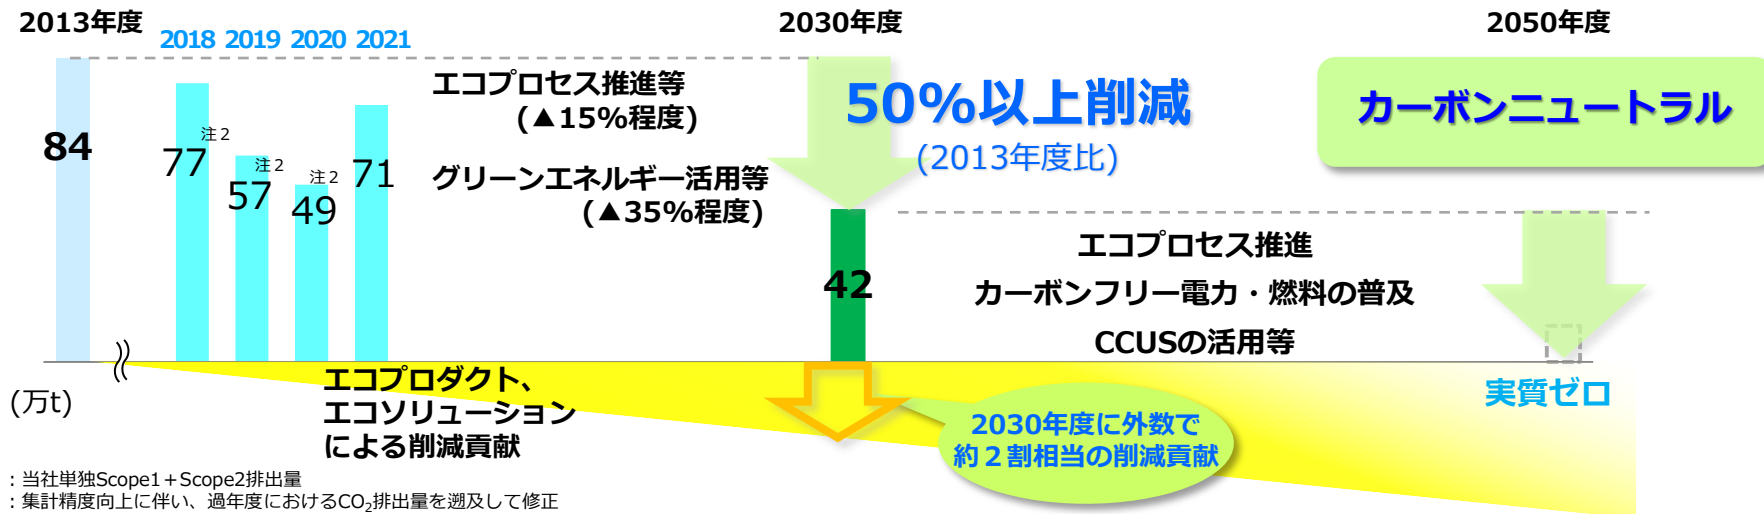 2013年度
2018 2019 2020 2021
2030年度
2050年度
84
77
注2
57
注2
49
注2
71
エコプロセス推進等
(▲15%程度)
グリーンエネルギー活用等
(▲35%程度)
50%以上削減
(2013年度比)
カーボンニュートラル
42
エコプロセス推進
カーボンフリー電力・燃料の普及
CCUSの活用等
実質ゼロ
(万t)
エコプロダクト、
エコソリューション
による削減貢献
2030年度に外数で
約2割相当の削減貢献
:当社単独Scope1+Scope2排出量
:集計精度向上に伴い、過年度におけるCO₂排出量を遡及して修正